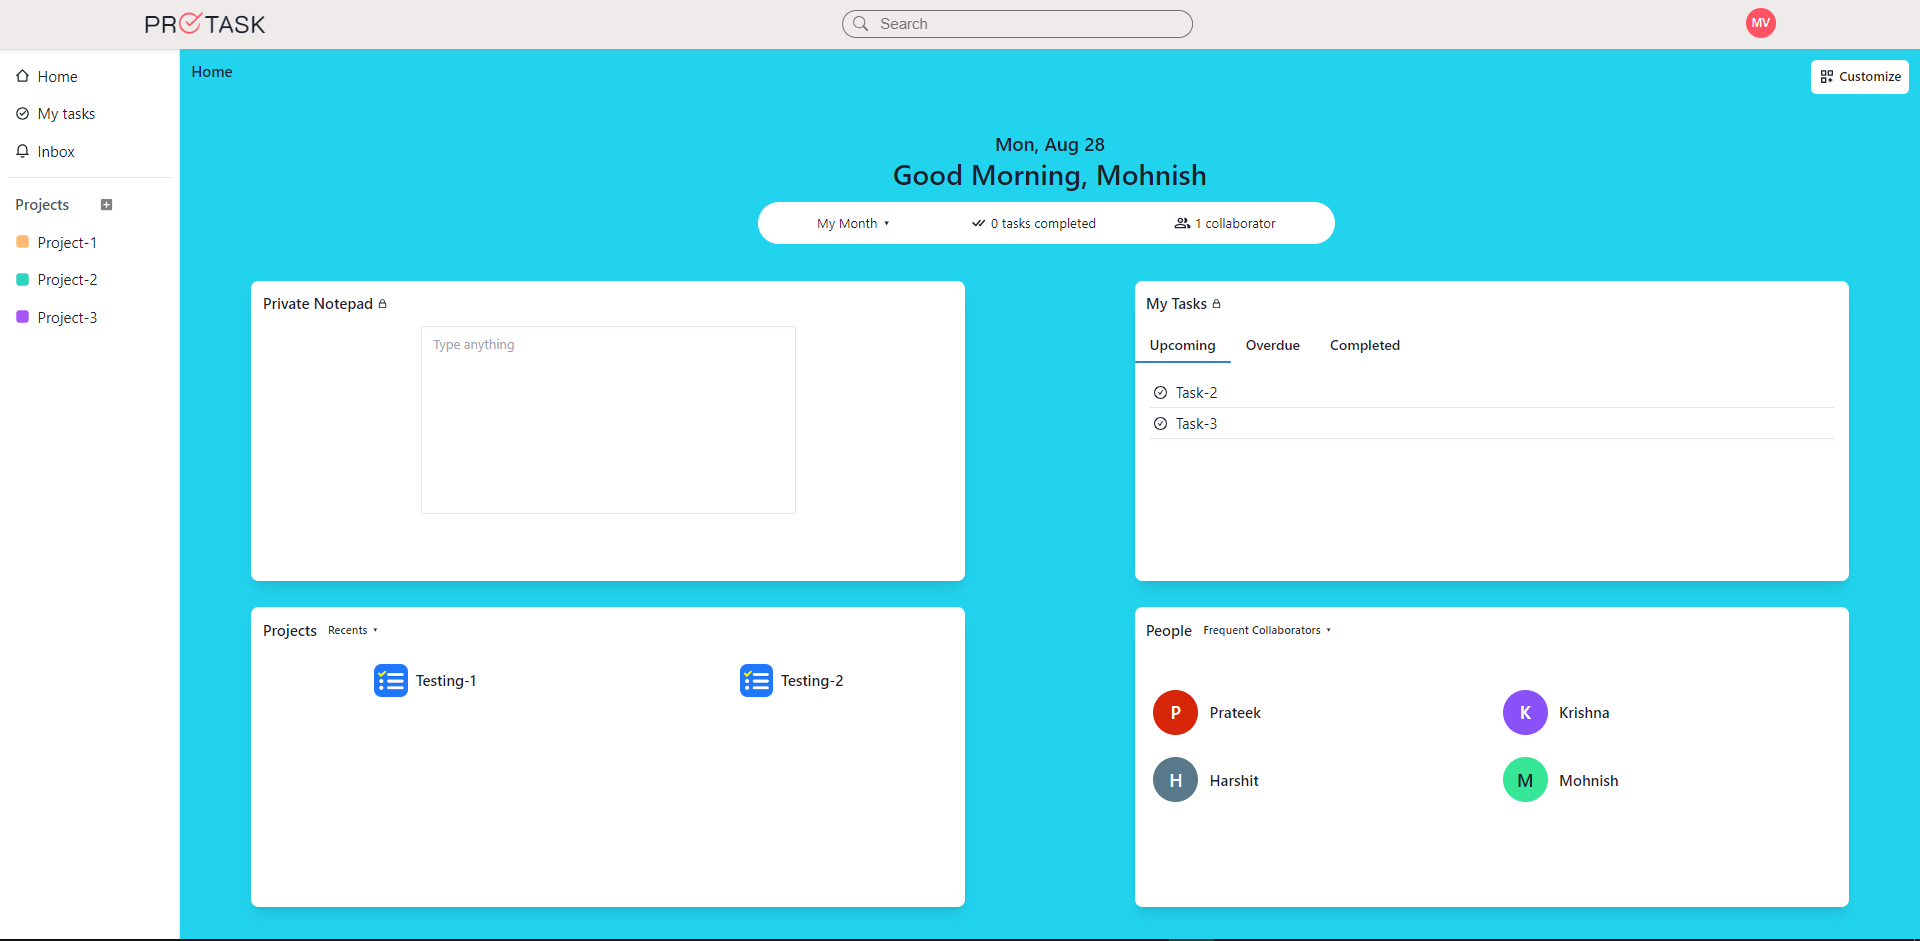 PROTASK
Search
MV
Home
My tasks
Inbox
Projects
Project-1
Project-2
Project-3
Home
Customize
Mon, Aug 28
Good Morning, Mohnish
My Month 0 tasks completed 1 collaborator
Private Notepad
Type anything
My Tasks
Upcoming Overdue Completed
Task-2
Task-3
Projects Recents
Testing-1 Testing-2
People Frequent Collaborators
P Prateek K Krishna
H Harshit M Mohnish